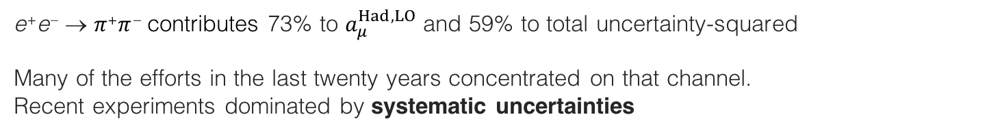 e⁺e⁻ → π⁺π⁻ contributes 73% to a_μ^{Had,LO} and 59% to total uncertainty-squared
Many of the efforts in the last twenty years concentrated on that channel.
Recent experiments dominated by systematic uncertainties